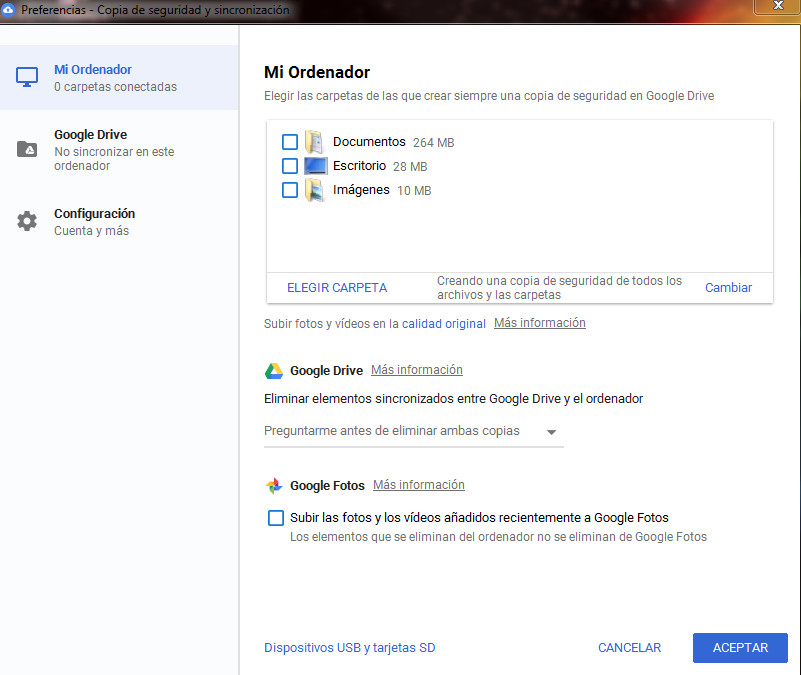 Preferencias - Copia de seguridad y sincronización
Mi Ordenador
0 carpetas conectadas
Google Drive
No sincronizar en este
ordenador
Configuración
Cuenta y más
Mi Ordenador
Elegir las carpetas de las que crear siempre una copia de seguridad en Google Drive
Documentos 264 MB
Escritorio 28 MB
Imágenes 10 MB
ELEGIR CARPETA
Creando una copia de seguridad de todos los
archivos y las carpetas
Cambiar
Subir fotos y vídeos en la calidad original Más información
Google Drive Más información
Eliminar elementos sincronizados entre Google Drive y el ordenador
Preguntarme antes de eliminar ambas copias
Google Fotos Más información
Subir las fotos y los vídeos añadidos recientemente a Google Fotos
Los elementos que se eliminan del ordenador no se eliminan de Google Fotos
Dispositivos USB y tarjetas SD
CANCELAR
ACEPTAR